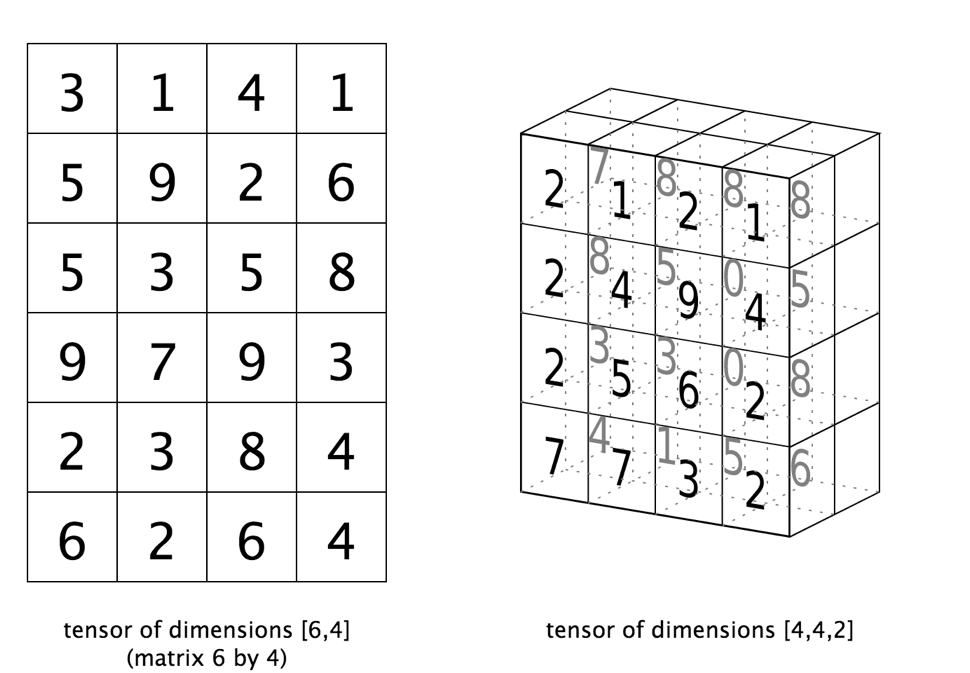 3 1 4 1
5 9 2 6
5 3 5 8
9 7 9 3
2 3 8 4
6 2 6 4
tensor of dimensions [6,4]
(matrix 6 by 4)
2 7 1 8 2 8 1 8
2 8 4 5 9 0 4 5
2 3 5 3 6 0 2 8
7 4 7 1 3 5 2 6
tensor of dimensions [4,4,2]